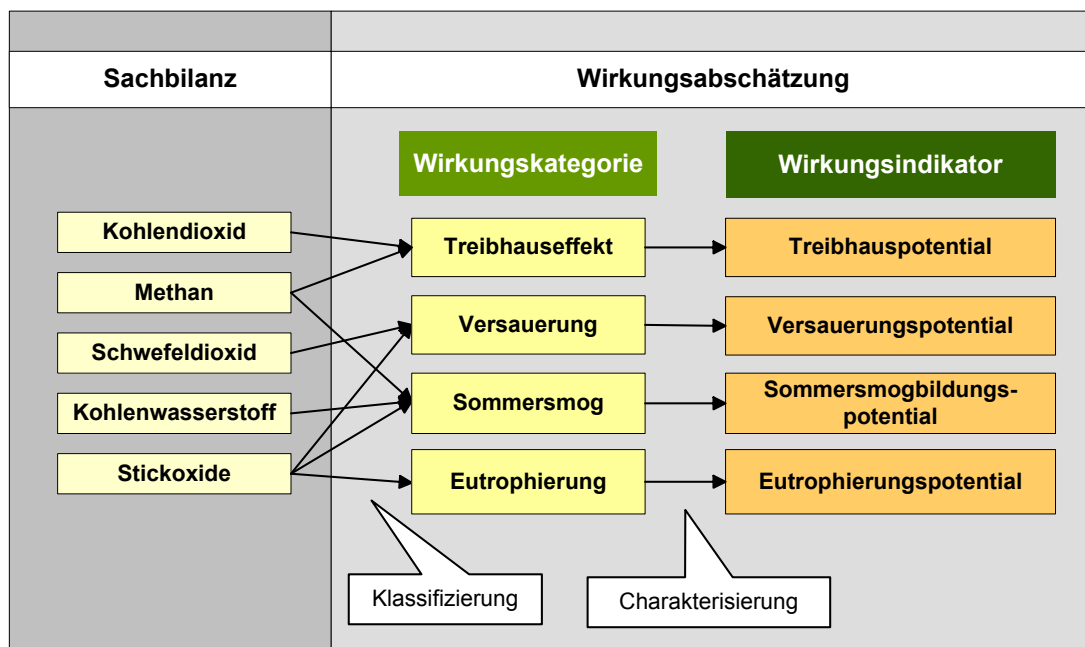 Sachbilanz
Wirkungsabschätzung
Wirkungskategorie
Wirkungsindikator
Kohlendioxid
Methan
Schwefeldioxid
Kohlenwasserstoff
Stickoxide
Treibhauseffekt
Versauerung
Sommersmog
Eutrophierung
Treibhauspotential
Versauerungspotential
Sommersmogbildungs-
potential
Eutrophierungspotential
Klassifizierung
Charakterisierung